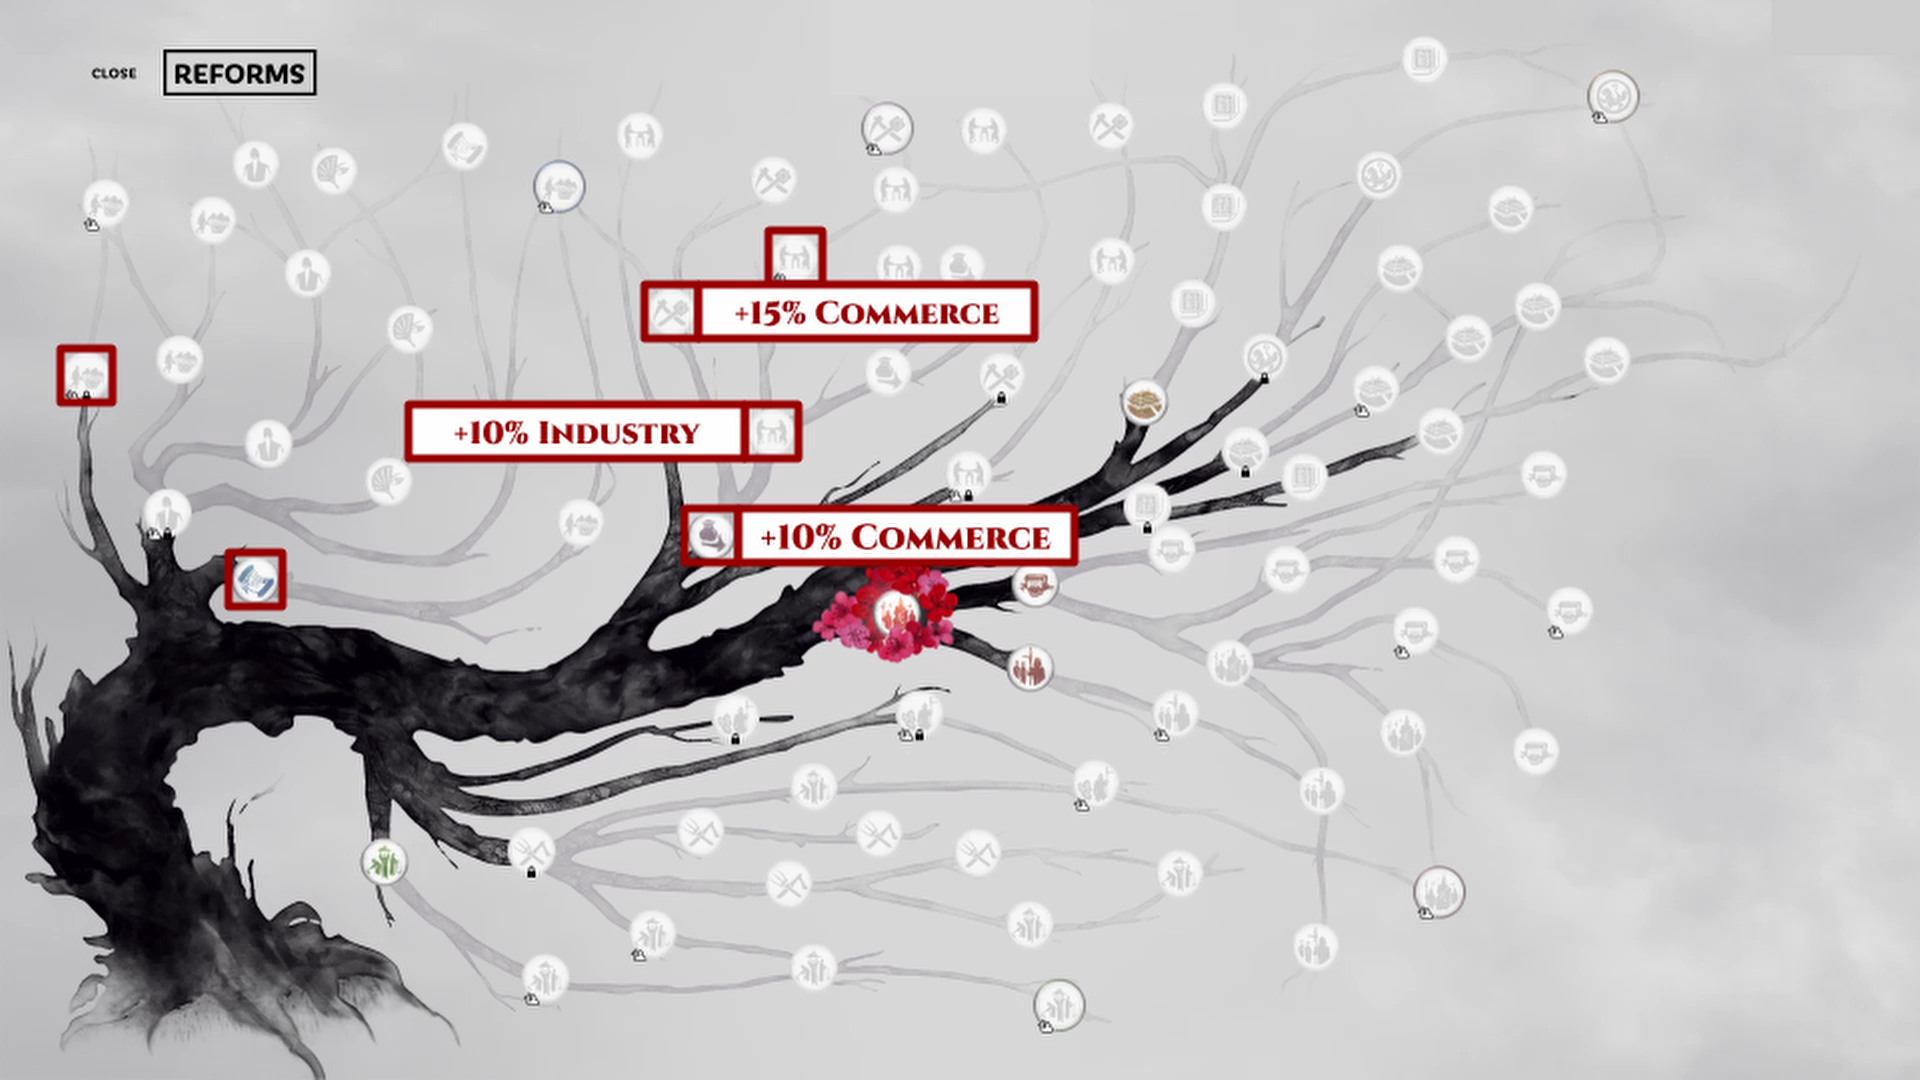 CLOSE REFORMS
+15% COMMERCE
+10% INDUSTRY
+10% COMMERCE